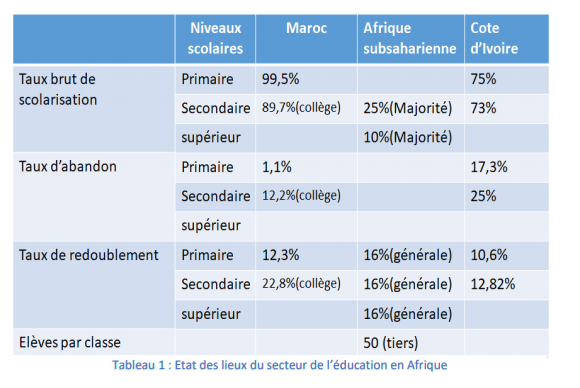 Niveaux scolaires Maroc Afrique subsaharienne Cote d'Ivoire
Taux brut de scolarisation Primaire 99,5% 75%
Secondaire 89,7%(collège) 25%(Majorité) 73%
supérieur 10%(Majorité)
Taux d'abandon Primaire 1,1% 17,3%
Secondaire 12,2%(collège) 25%
supérieur
Taux de redoublement Primaire 12,3% 16%(générale) 10,6%
Secondaire 22,8%(collège) 16%(générale) 12,82%
supérieur 16%(générale)
Elèves par classe 50 (tiers)
Tableau 1 : Etat des lieux du secteur de l'éducation en Afrique